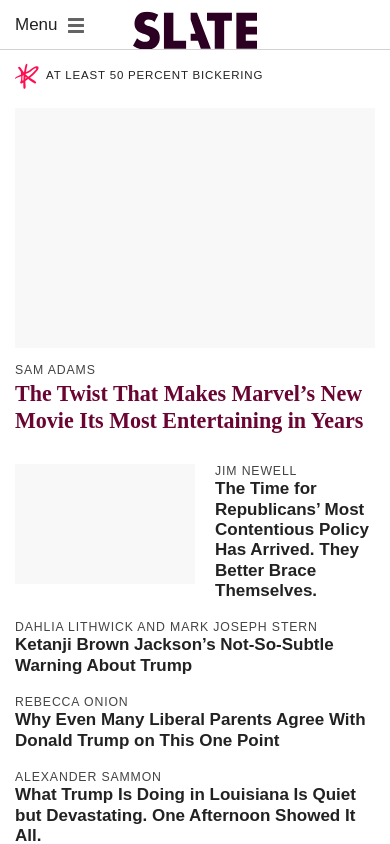 Menu
SLATE
AT LEAST 50 PERCENT BICKERING
SAM ADAMS
The Twist That Makes Marvel’s New
Movie Its Most Entertaining in Years
JIM NEWELL
The Time for
Republicans’ Most
Contentious Policy
Has Arrived. They
Better Brace
Themselves.
DAHLIA LITHWICK AND MARK JOSEPH STERN
Ketanji Brown Jackson’s Not-So-Subtle
Warning About Trump
REBECCA ONION
Why Even Many Liberal Parents Agree With
Donald Trump on This One Point
ALEXANDER SAMMON
What Trump Is Doing in Louisiana Is Quiet
but Devastating. One Afternoon Showed It
All.